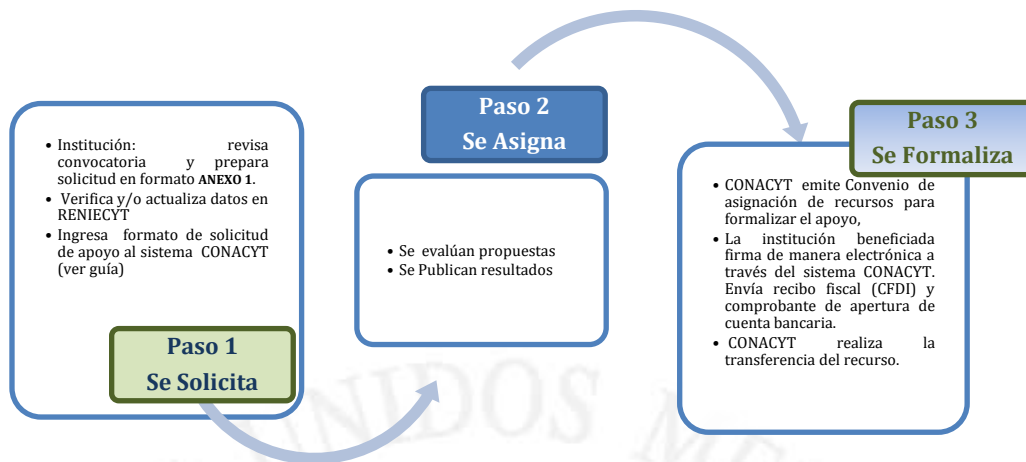 • Institución: revisa
convocatoria y prepara
solicitud en formato ANEXO 1.
• Verifica y/o actualiza datos en
RENIECYT
• Ingresa formato de solicitud
de apoyo al sistema CONACYT
(ver guía)
Paso 1
Se Solicita
Paso 2
Se Asigna
• Se evalúan propuestas
• Se Publican resultados
Paso 3
Se Formaliza
• CONACYT emite Convenio de
asignación de recursos para
formalizar el apoyo,
• La institución beneficiada
firma de manera electrónica a
través del sistema CONACYT.
Envía recibo fiscal (CFDI) y
comprobante de apertura de
cuenta bancaria.
• CONACYT realiza la
transferencia del recurso.
UNIDOS ME